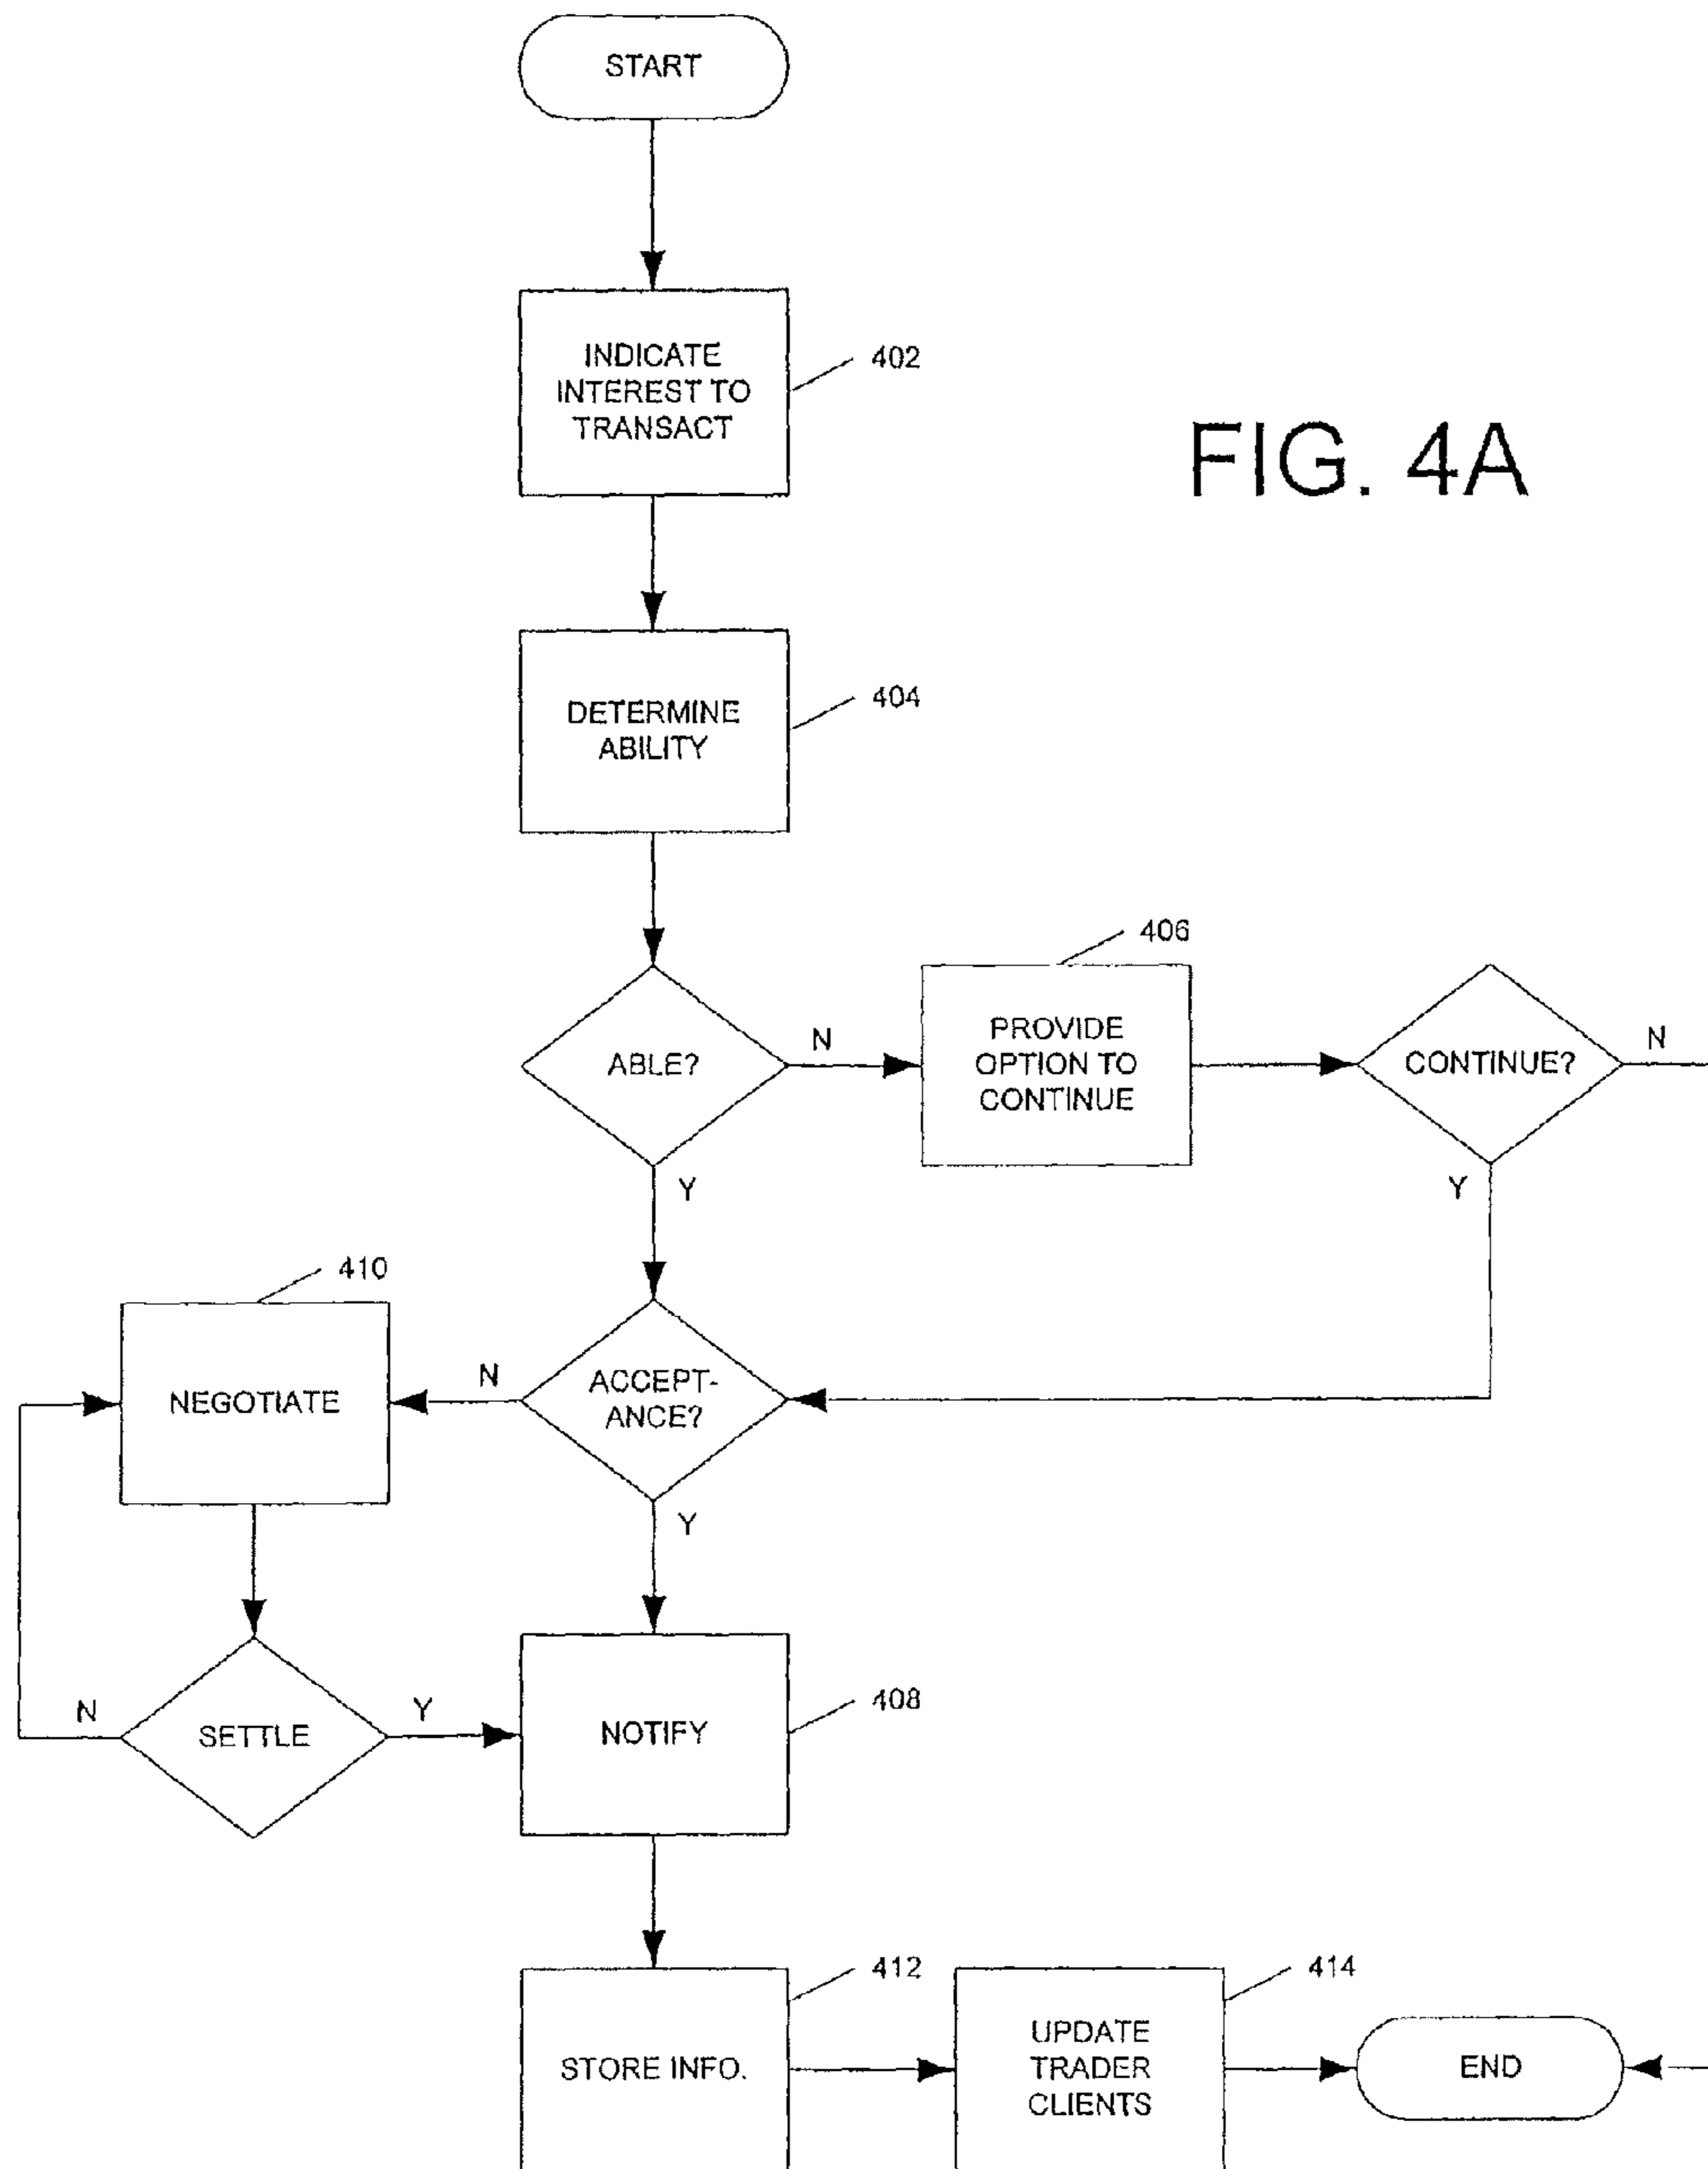 START
INDICATE
INTEREST TO
TRANSACT
402
FIG. 4A
DETERMINE
ABILITY
404
ABLE?
N
Y
406
PROVIDE
OPTION TO
CONTINUE
CONTINUE?
N
Y
410
NEGOTIATE
N
ACCEPT-
ANCE?
Y
SETTLE
N
Y
NOTIFY
408
STORE INFO.
412
UPDATE
TRADER
CLIENTS
414
END